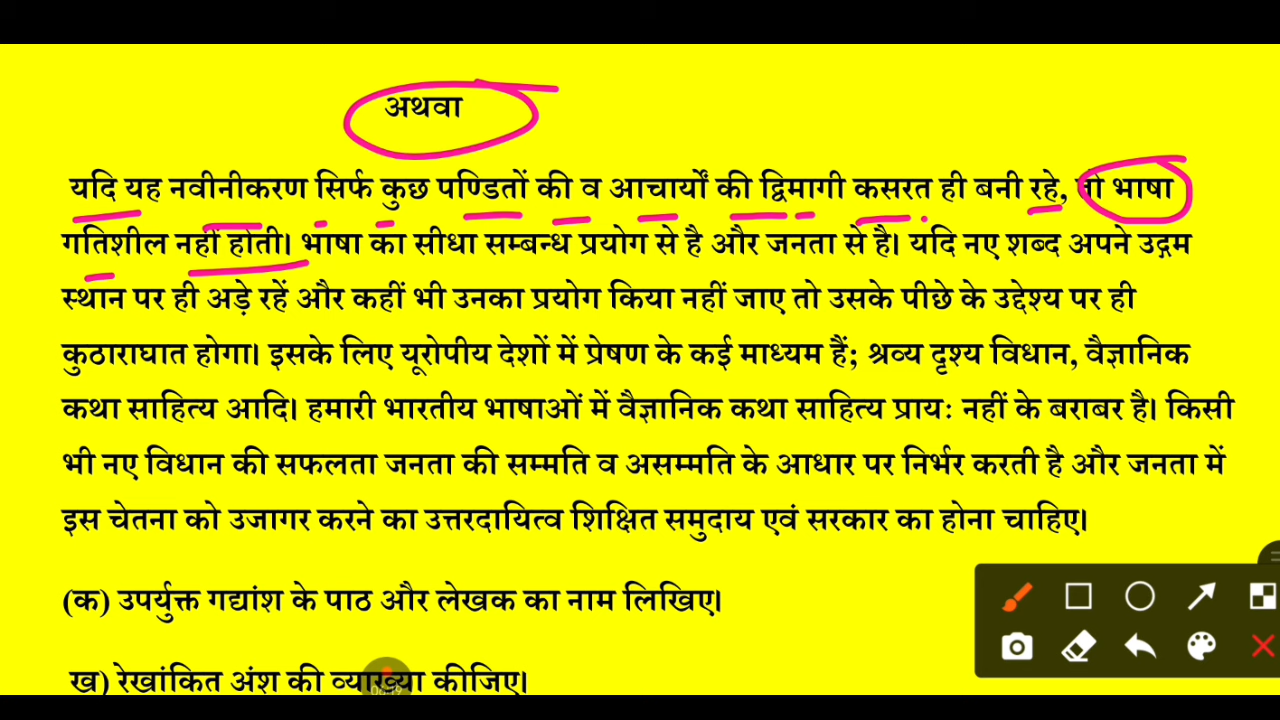 अथवा
यदि यह नवीनीकरण सिर्फ कुछ पण्डितों की व आचार्यों की द्विमागी कसरत ही बनी रहे, तो भाषा
गतिशील नहीं होती। भाषा का सीधा सम्बन्ध प्रयोग से है और जनता से है। यदि नए शब्द अपने उद्गम
स्थान पर ही अड़े रहें और कहीं भी उनका प्रयोग किया नहीं जाए तो उसके पीछे के उद्देश्य पर ही
कुठाराघात होगा। इसके लिए यूरोपीय देशों में प्रेषण के कई माध्यम हैं; श्रव्य दृश्य विधान, वैज्ञानिक
कथा साहित्य आदि। हमारी भारतीय भाषाओं में वैज्ञानिक कथा साहित्य प्रायः नहीं के बराबर है। किसी
भी नए विधान की सफलता जनता की सम्मति व असम्मति के आधार पर निर्भर करती है और जनता में
इस चेतना को उजागर करने का उत्तरदायित्व शिक्षित समुदाय एवं सरकार का होना चाहिए।
(क) उपर्युक्त गद्यांश के पाठ और लेखक का नाम लिखिए।
ख) रेखांकित अंश की व्याख्या कीजिए।